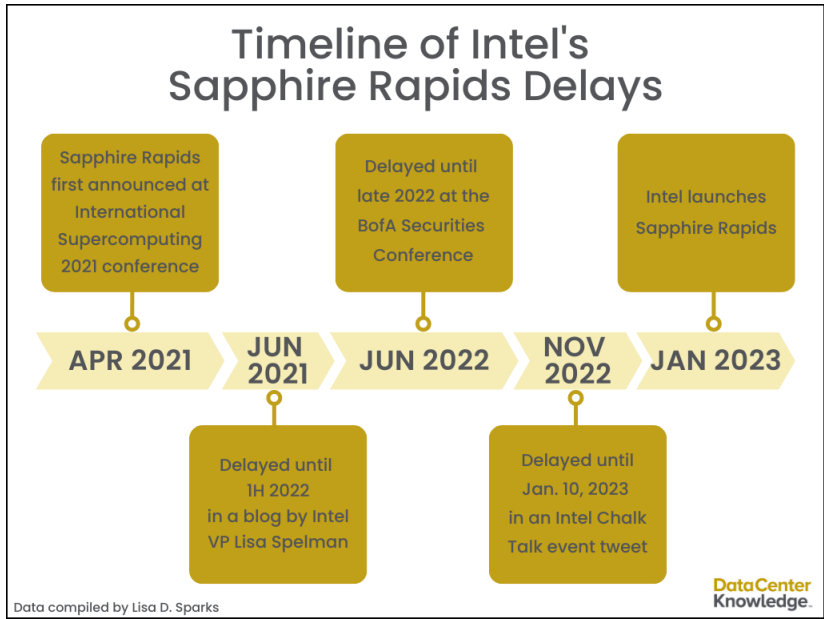 Timeline of Intel's
Sapphire Rapids Delays
Sapphire Rapids
first announced at
International
Supercomputing
2021 conference
Delayed until
late 2022 at the
BofA Securities
Conference
Intel launches
Sapphire Rapids
APR 2021
JUN
2021
JUN 2022
NOV
2022
JAN 2023
Delayed until
1H 2022
in a blog by Intel
VP Lisa Spelman
Delayed until
Jan. 10, 2023
in an Intel Chalk
Talk event tweet
Data compiled by Lisa D. Sparks
DataCenter
Knowledge